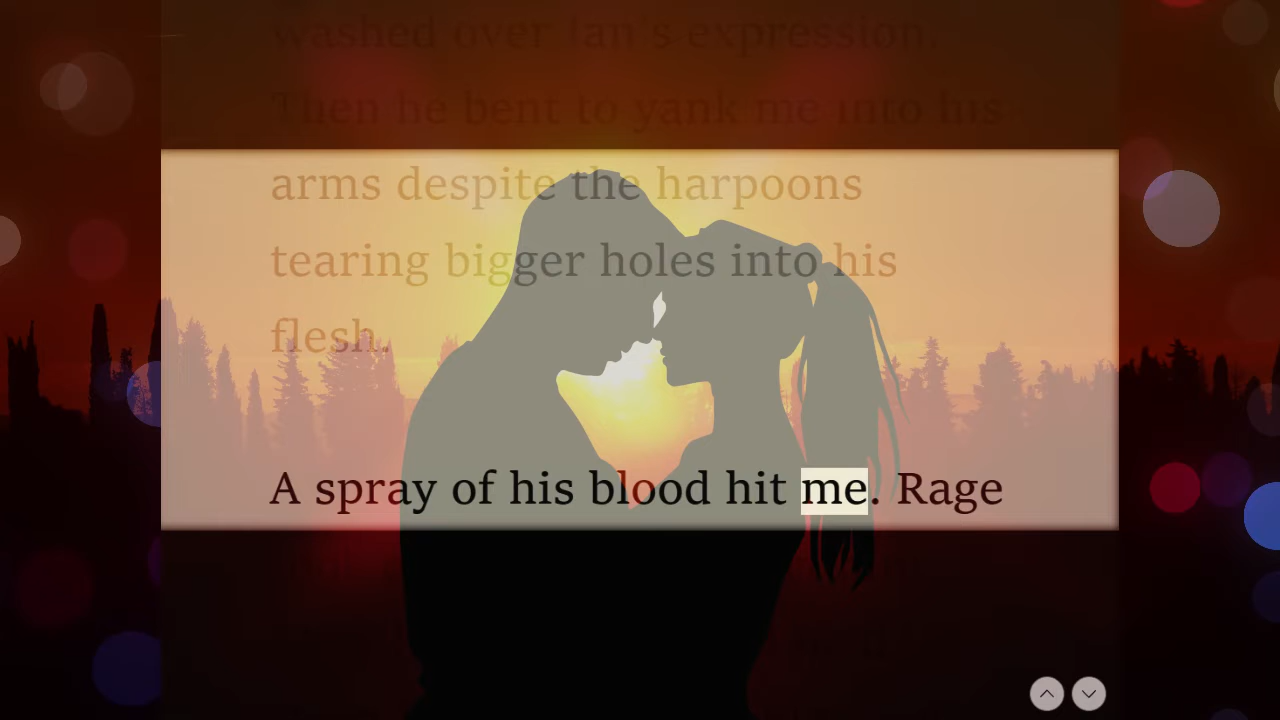 washed over Ian's expression.
Then he bent to yank me into his
arms despite the harpoons
tearing bigger holes into his
flesh.
A spray of his blood hit me. Rage